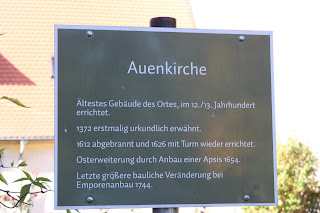 Auenkirche
Ältestes Gebäude des Ortes, im 12./13. Jahrhundert
errichtet.
1372 erstmalig urkundlich erwähnt.
1612 abgebrannt und 1626 mit Turm wieder errichtet.
Osterweiterung durch Anbau einer Apsis 1654.
Letzte größere bauliche Veränderung bei
Emporenanbau 1744.